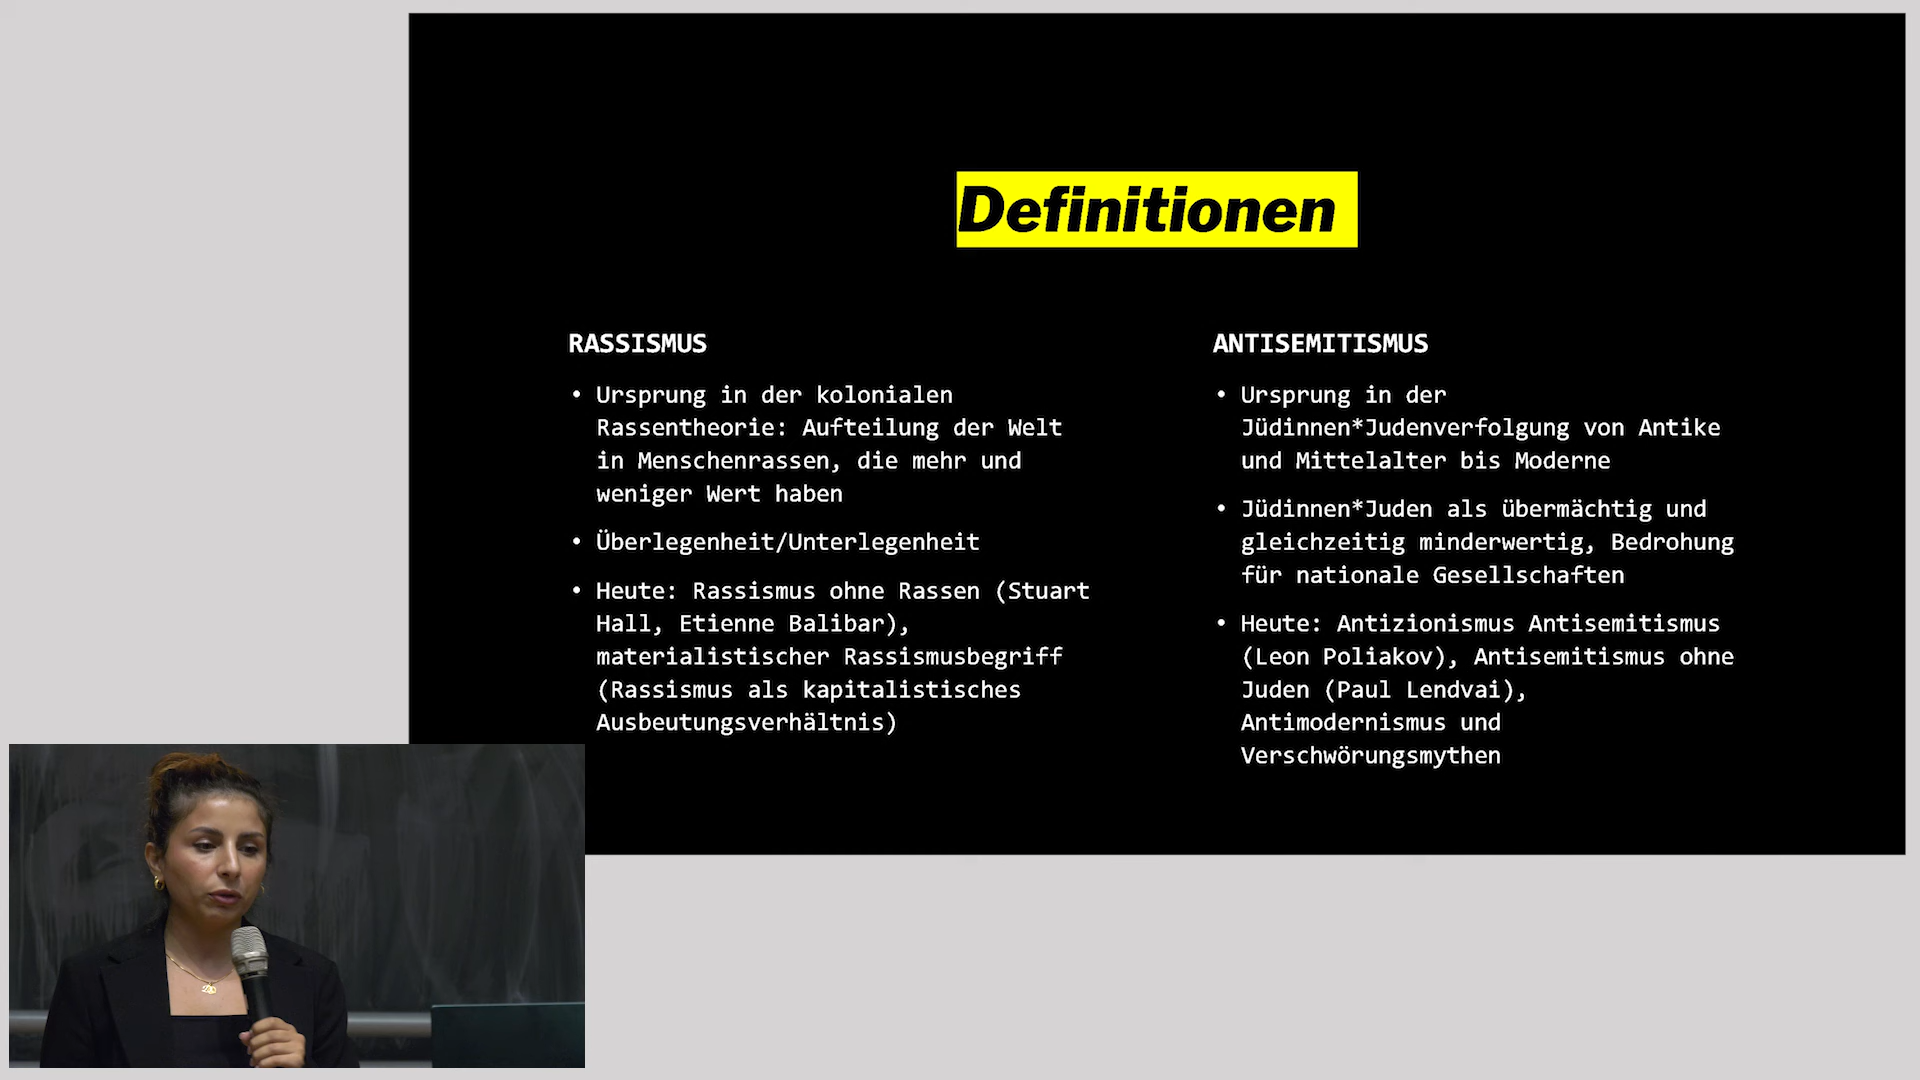 Definitionen
RASSISMUS
• Ursprung in der kolonialen
Rassentheorie: Aufteilung der Welt
in Menschenrassen, die mehr und
weniger Wert haben
• Überlegenheit/Unterlegenheit
• Heute: Rassismus ohne Rassen (Stuart
Hall, Etienne Balibar),
materialistischer Rassismusbegriff
(Rassismus als kapitalistisches
Ausbeutungsverhältnis)
ANTISEMITISMUS
• Ursprung in der
Jüdinnen*Judenverfolgung von Antike
und Mittelalter bis Moderne
• Jüdinnen*Juden als übermächtig und
gleichzeitig minderwertig, Bedrohung
für nationale Gesellschaften
• Heute: Antizionismus Antisemitismus
(Leon Poliakov), Antisemitismus ohne
Juden (Paul Lendvai),
Antimodernismus und
Verschwörungsmythen